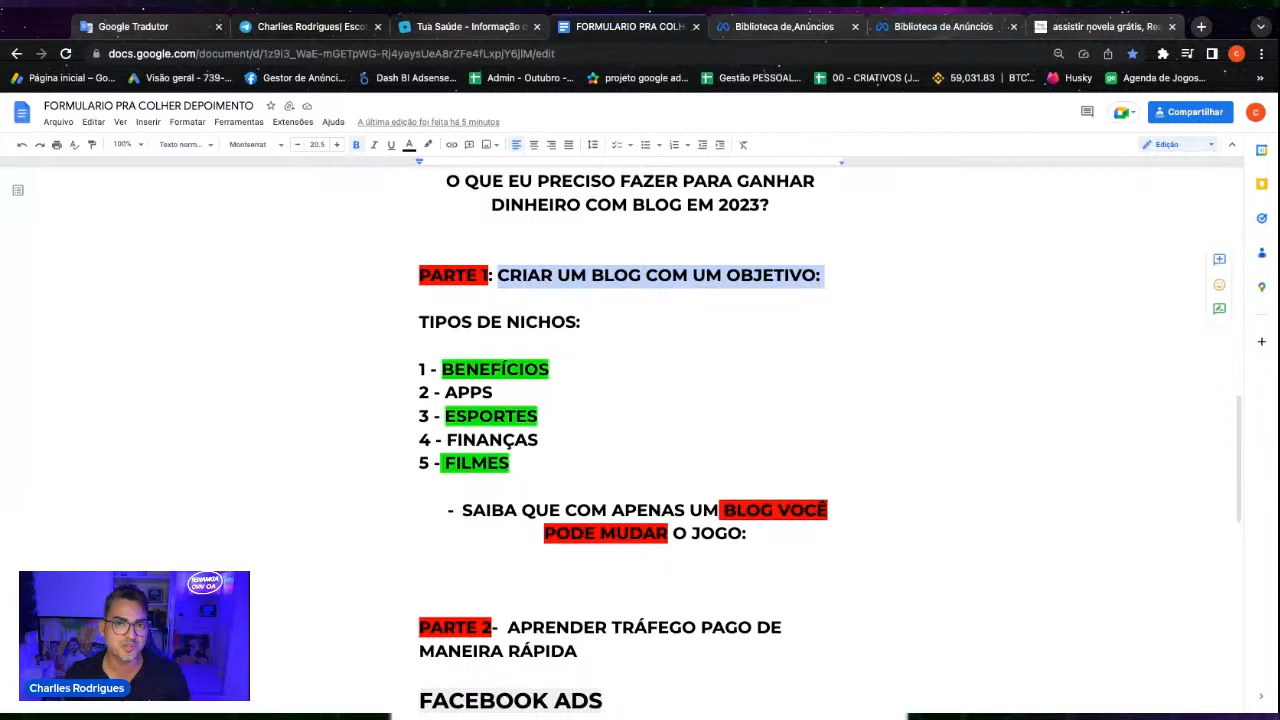 Google Tradutor
Charlies Rodrigues! Esco
Tua Saúde - Informação c
FORMULARIO PRA COLHER DE
Biblioteca de Anúncios
Biblioteca de Anúncios
assistir novela grátis, Rea
docs.google.com/document/d/
Página inicial – Go...
Visão geral – 739-...
Gestor de Anúnci...
Dash BI Adsense...
Admin - Outubro -...
projeto google ad...
Gestão PESSOAL...
00 - CRIATIVOS (J...
59,031.83 | BTC...
Husky
Agenda de Jogos...
»
FORMULARIO PRA COLHER DEPOIMENTO
Compartilhar
C
Arquivo Editar Ver Inserir Formatar Ferramentas Extensões Ajuda A última edição foi feita há 5 minutos
100% Texto norm... Montserrat − 20.5 + B I U A Edição
O QUE EU PRECISO FAZER PARA GANHAR
DINHEIRO COM BLOG EM 2023?
PARTE 1: CRIAR UM BLOG COM UM OBJETIVO:
TIPOS DE NICHOS:
1 - BENEFÍCIOS
2 - APPS
3 - ESPORTES
4 - FINANÇAS
5 - FILMES
- SAIBA QUE COM APENAS UM BLOG VOCÊ
PODE MUDAR O JOGO:
PARTE 2- APRENDER TRÁFEGO PAGO DE
MANEIRA RÁPIDA
FACEBOOK ADS
Charlies Rodrigues